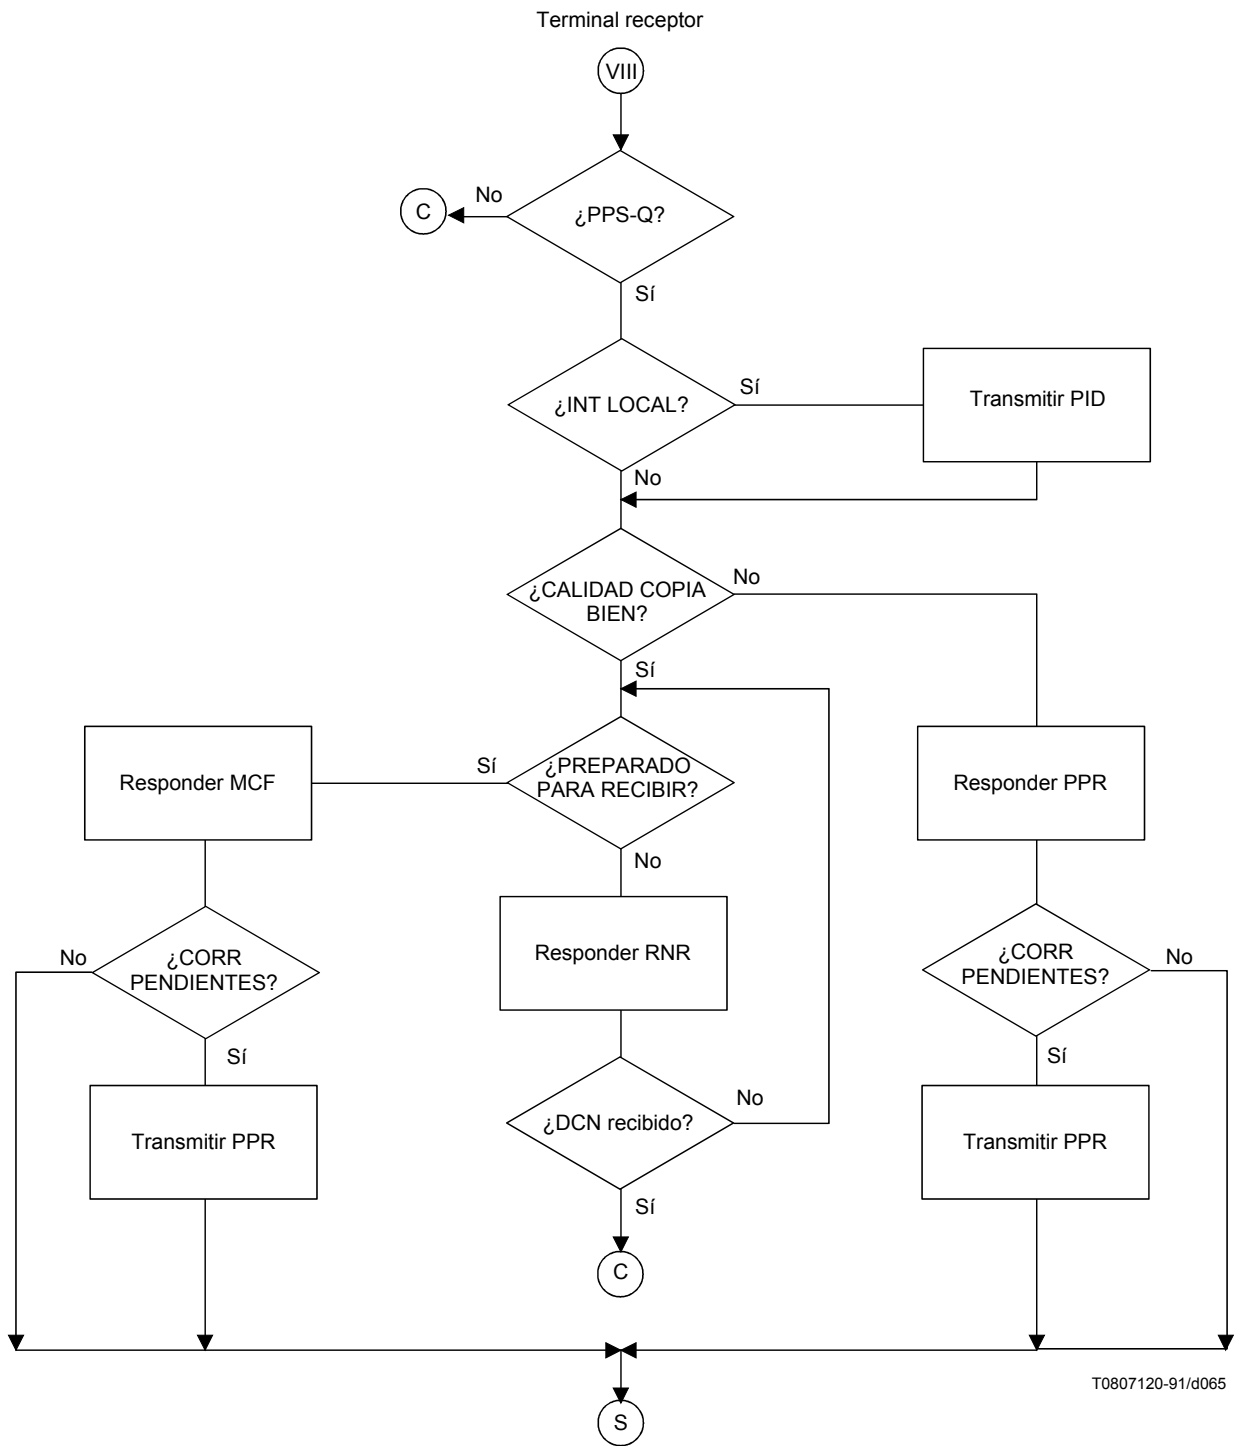 Terminal receptor
VIII
No
C
¿PPS-Q?
Sí
¿INT LOCAL?
Sí
Transmitir PID
No
¿CALIDAD COPIA
BIEN?
No
Sí
Responder MCF
Sí
¿PREPARADO
PARA RECIBIR?
Responder PPR
No
No
¿CORR
PENDIENTES?
Responder RNR
¿CORR
PENDIENTES?
No
Sí
Sí
Transmitir PPR
¿DCN recibido?
No
Transmitir PPR
Sí
C
T0807120-91/d065
S